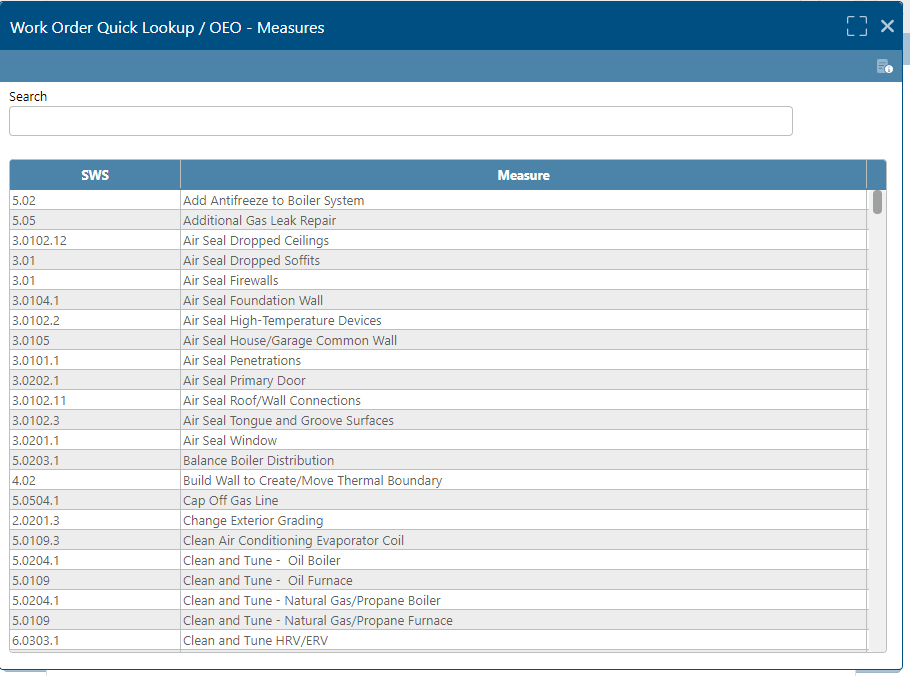 Work Order Quick Lookup / OEO - Measures
Search
SWS Measure
5.02 Add Antifreeze to Boiler System
5.05 Additional Gas Leak Repair
3.0102.12 Air Seal Dropped Ceilings
3.01 Air Seal Dropped Soffits
3.01 Air Seal Firewalls
3.0104.1 Air Seal Foundation Wall
3.0102.2 Air Seal High-Temperature Devices
3.0105 Air Seal House/Garage Common Wall
3.0101.1 Air Seal Penetrations
3.0202.1 Air Seal Primary Door
3.0102.11 Air Seal Roof/Wall Connections
3.0102.3 Air Seal Tongue and Groove Surfaces
3.0201.1 Air Seal Window
5.0203.1 Balance Boiler Distribution
4.02 Build Wall to Create/Move Thermal Boundary
5.0504.1 Cap Off Gas Line
2.0201.3 Change Exterior Grading
5.0109.3 Clean Air Conditioning Evaporator Coil
5.0204.1 Clean and Tune -  Oil Boiler
5.0109 Clean and Tune -  Oil Furnace
5.0204.1 Clean and Tune - Natural Gas/Propane Boiler
5.0109 Clean and Tune - Natural Gas/Propane Furnace
6.0303.1 Clean and Tune HRV/ERV